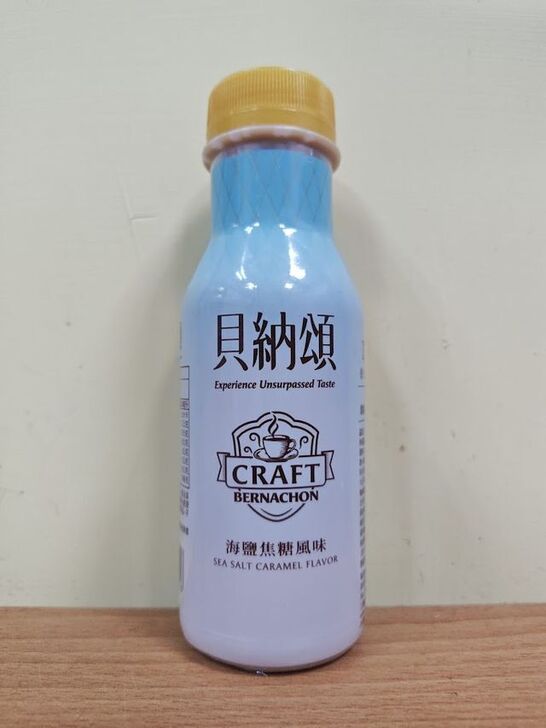 貝納頌
Experience Unsurpassed Taste
CRAFT
BERNACHON
海鹽焦糖風味
SEA SALT CARAMEL FLAVOR